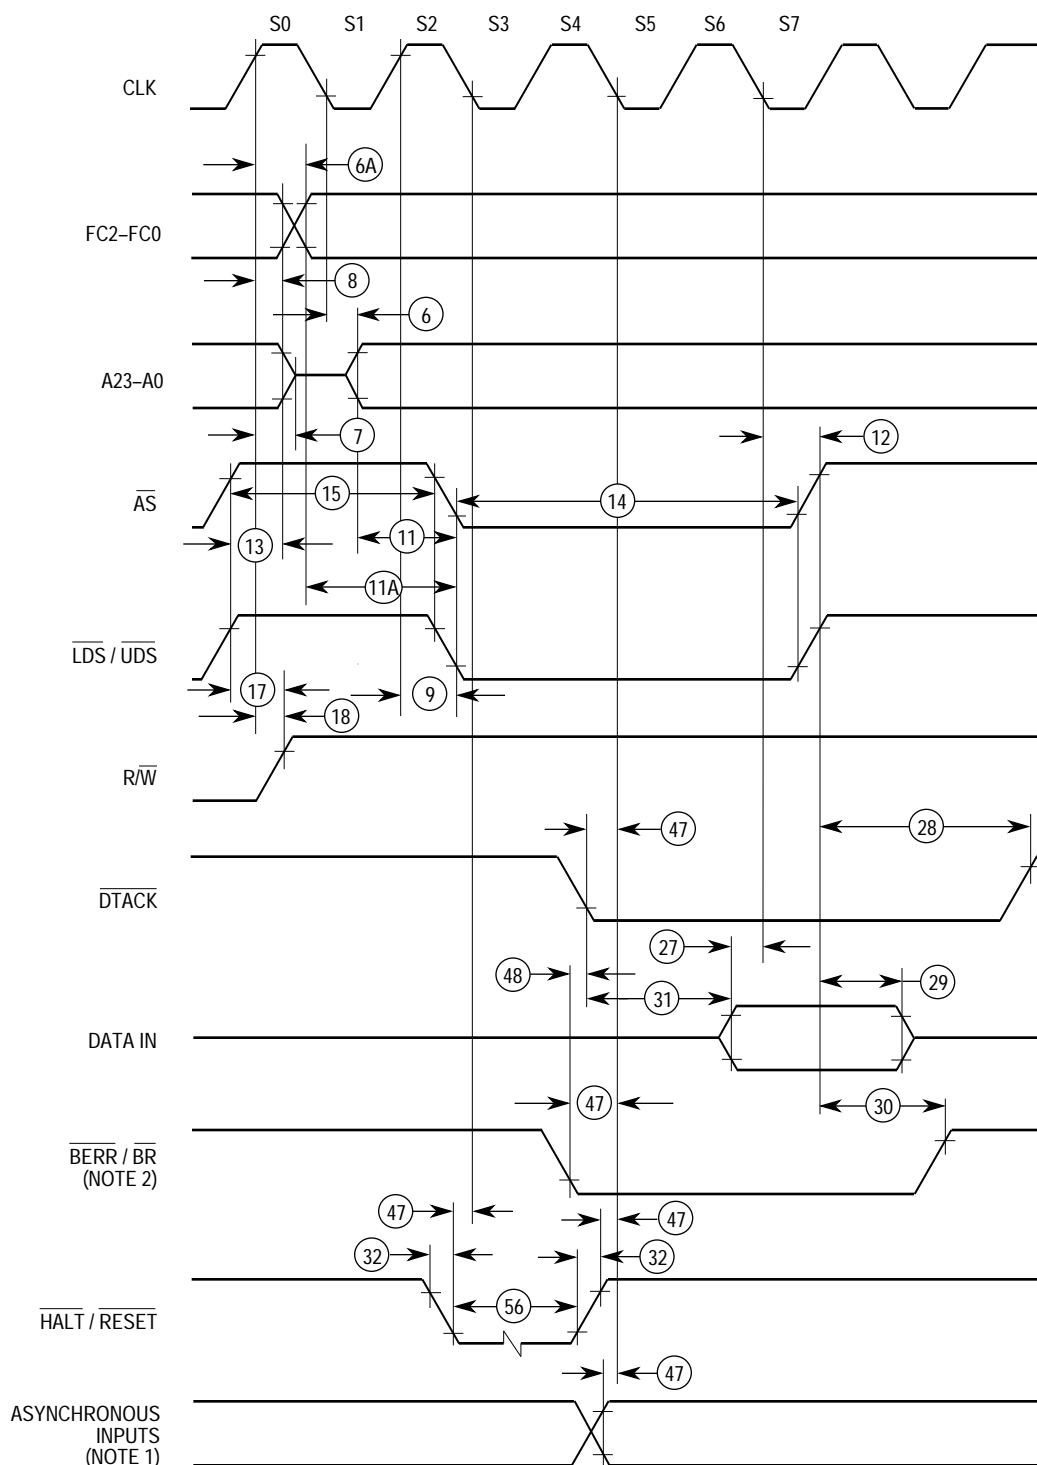 S0 S1 S2 S3 S4 S5 S6 S7
CLK
6A
FC2–FC0
8
6
A23–A0
7
12
AS
15
14
13
11
11A
LDS / UDS
17
9
18
R/W
47
28
DTACK
27
48
31
29
DATA IN
47
30
BERR / BR
(NOTE 2)
47
47
32
32
56
HALT / RESET
47
ASYNCHRONOUS
INPUTS
(NOTE 1)